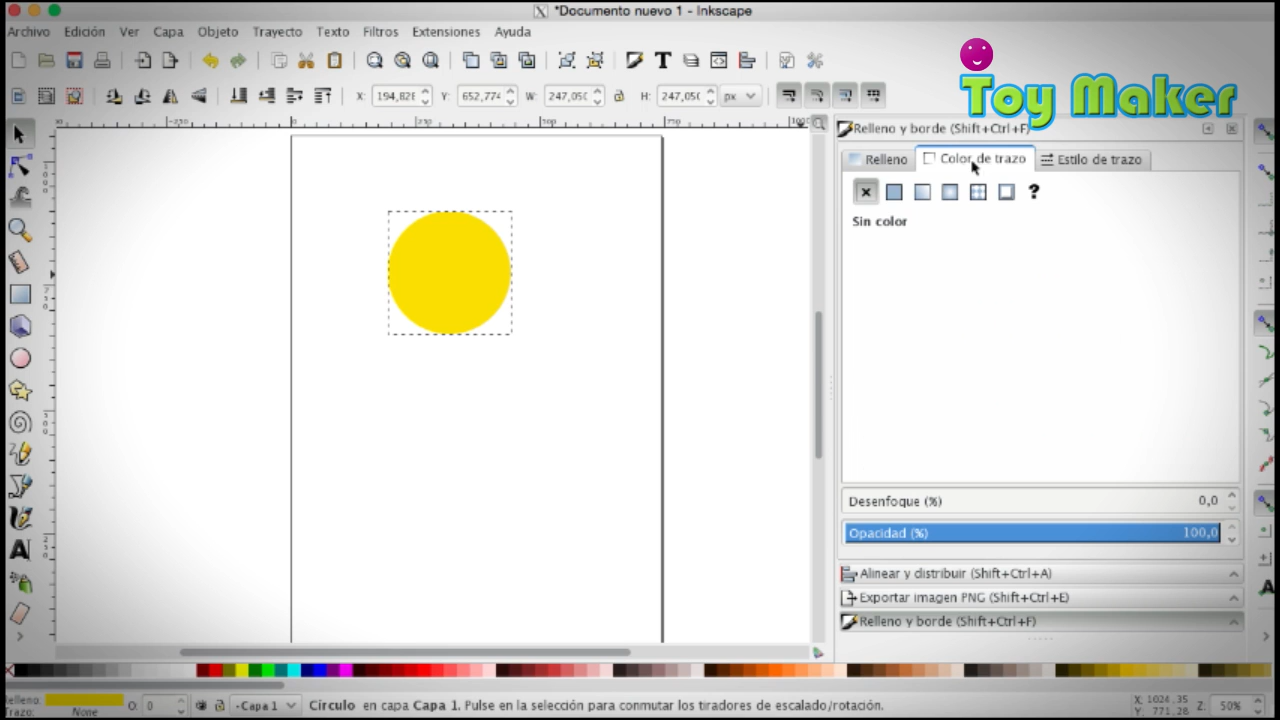 *Documento nuevo 1 - Inkscape
Archivo Edición Ver Capa Objeto Trayecto Texto Filtros Extensiones Ayuda
Toy Maker
X: 194,82 Y: 652,774 W: 247,05 H: 247,05 px
Relleno y borde (Shift+Ctrl+F)
Relleno Color de trazo Estilo de trazo
?
Sin color
Desenfoque (%) 0,0
Opacidad (%) 100,0
Alinear y distribuir (Shift+Ctrl+A)
Exportar imagen PNG (Shift+Ctrl+E)
Relleno y borde (Shift+Ctrl+F)
Relleno:
Trazo: None
O: 0
Capa 1
Círculo en capa Capa 1. Pulse en la selección para conmutar los tiradores de escalado/rotación.
X: 1024,35
Y: 771,28
Z: 50%